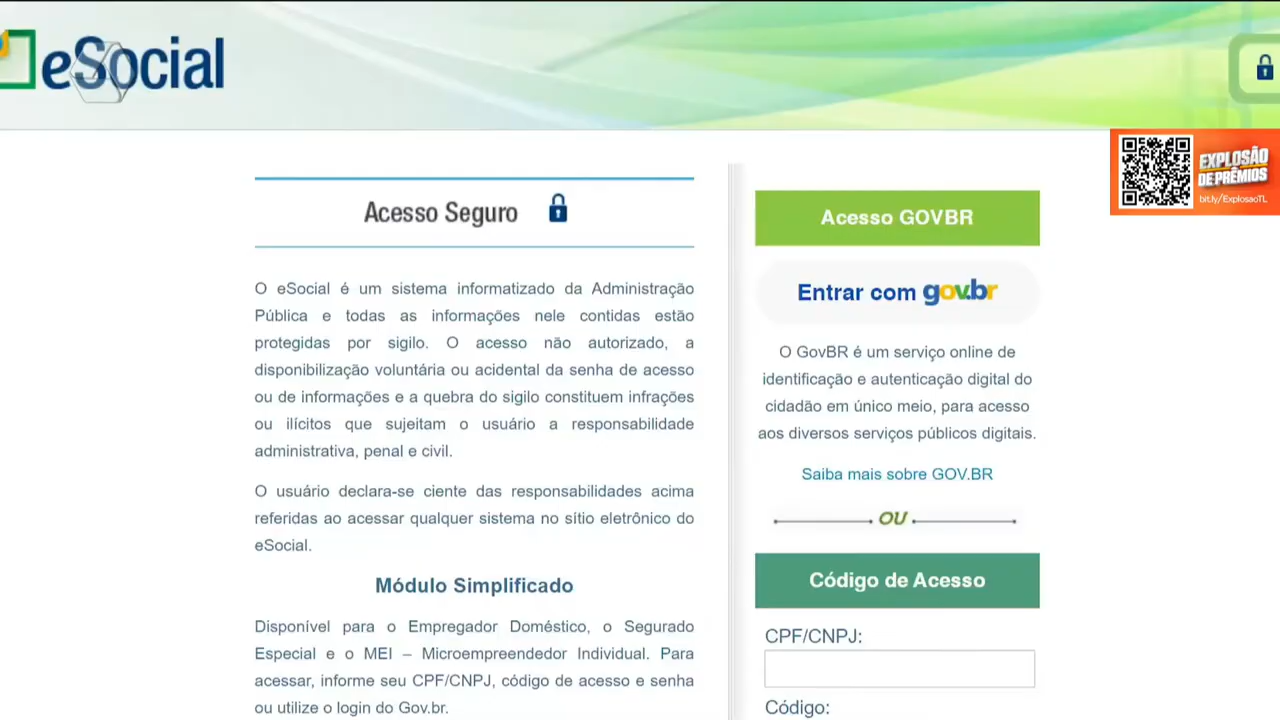 eSocial
EXPLOSÃO
DE PRÊMIOS
bit.ly/ExplosaoTL
Acesso Seguro
O eSocial é um sistema informatizado da Administração
Pública e todas as informações nele contidas estão
protegidas por sigilo. O acesso não autorizado, a
disponibilização voluntária ou acidental da senha de acesso
ou de informações e a quebra do sigilo constituem infrações
ou ilícitos que sujeitam o usuário a responsabilidade
administrativa, penal e civil.
O usuário declara-se ciente das responsabilidades acima
referidas ao acessar qualquer sistema no sítio eletrônico do
eSocial.
Módulo Simplificado
Disponível para o Empregador Doméstico, o Segurado
Especial e o MEI – Microempreendedor Individual. Para
acessar, informe seu CPF/CNPJ, código de acesso e senha
ou utilize o login do Gov.br.
Acesso GOVBR
Entrar com gov.br
O GovBR é um serviço online de
identificação e autenticação digital do
cidadão em único meio, para acesso
aos diversos serviços públicos digitais.
Saiba mais sobre GOV.BR
OU
Código de Acesso
CPF/CNPJ:
Código: